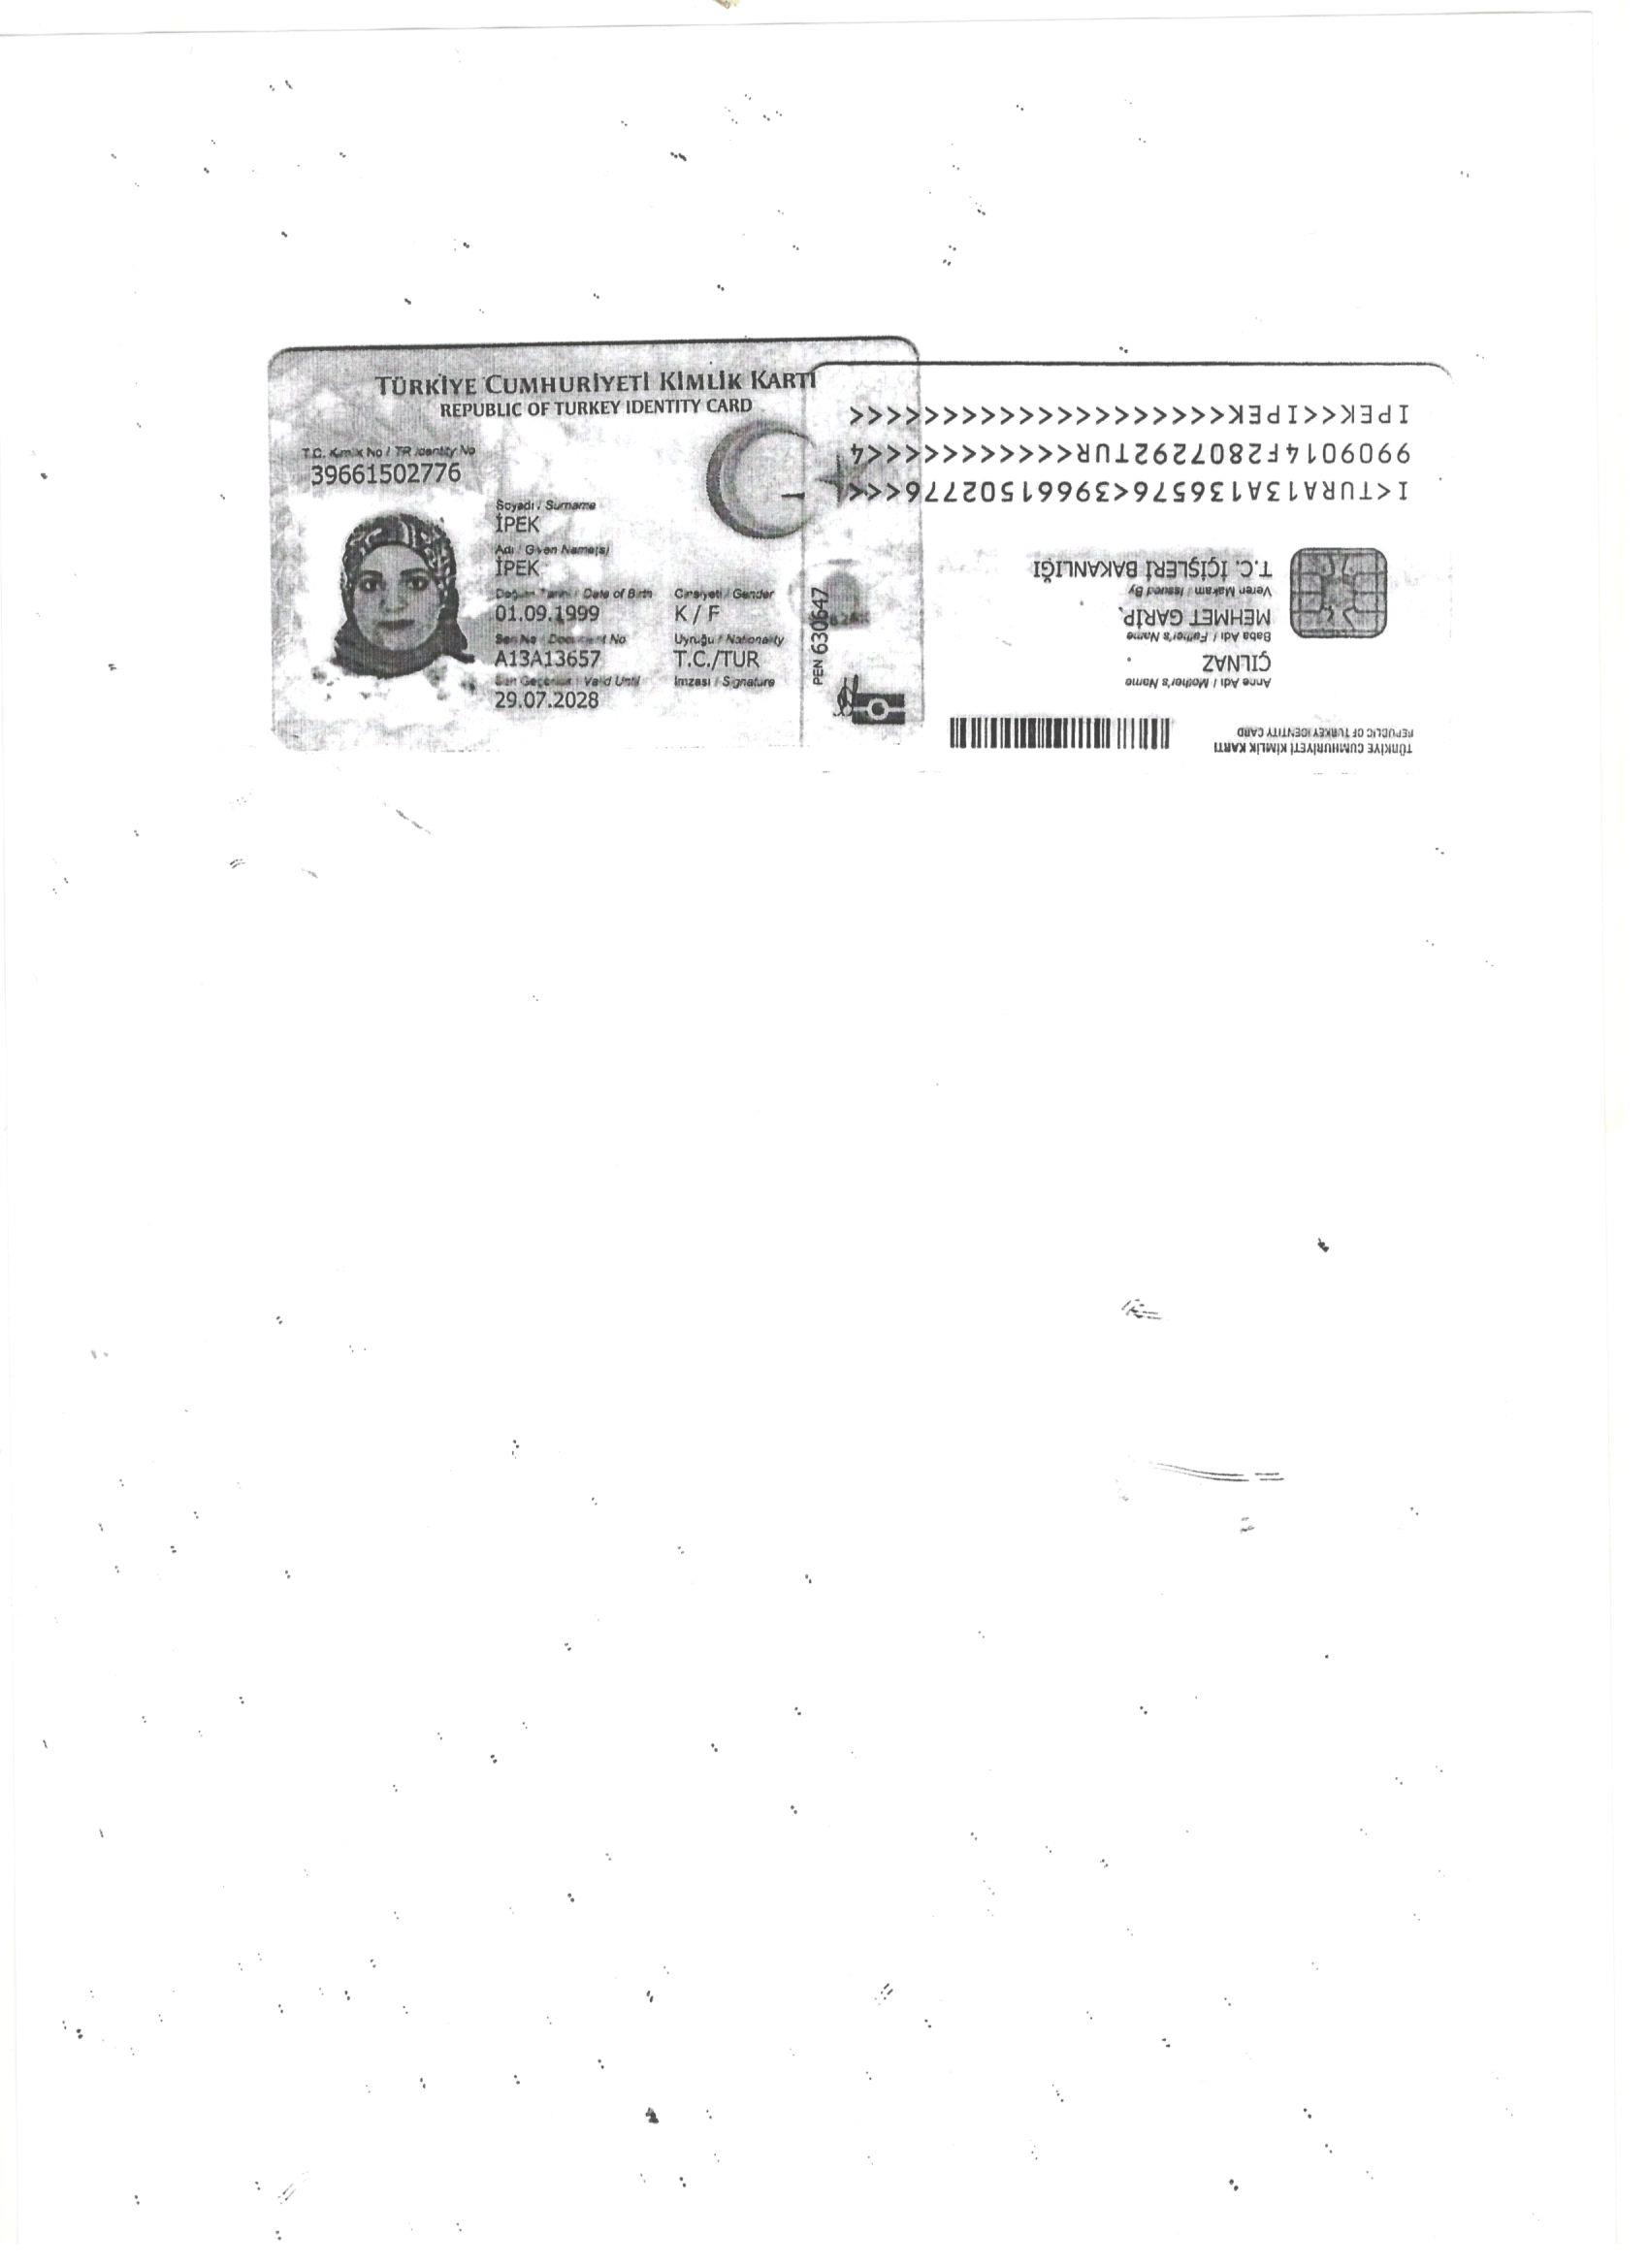 TÜRKİYE CUMHURİYETİ KİMLİK KARTI
REPUBLIC OF TURKEY IDENTITY CARD
T.C. Kimlik No / TR Identity No
39661502776
Soyadı / Surname
İPEK
Adı / Given Name(s)
İPEK
Doğum Tarihi / Date of Birth
Cinsiyeti / Gender
01.09.1999
K / F
Seri No / Document No
Uyruğu / Nationality
A13A13657
T.C./TUR
Son Geçerlilik / Valid Until
İmzası / Signature
29.07.2028
PEN 630647
TÜRKİYE CUMHURİYETİ KİMLİK KARTI
REPUBLIC OF TURKEY IDENTITY CARD
Anne Adı / Mother's Name
ÇILNAZ
Baba Adı / Father's Name
MEHMET GARİP
Veren Makam / Issued By
T.C. İÇİŞLERİ BAKANLIĞI
I<TURA13A136576<39661502776<<<
9909014F2807292TUR<<<<<<<<<<<4
IPEK<<IPEK<<<<<<<<<<<<<<<<<<<<